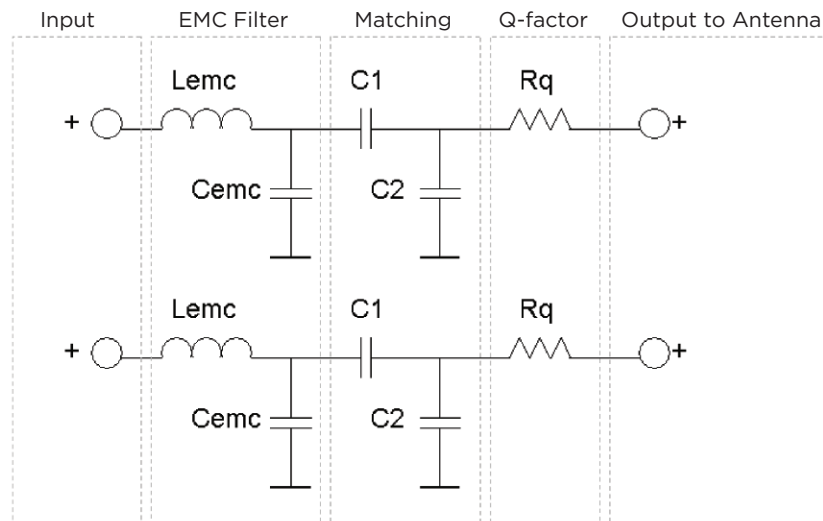 Input EMC Filter Matching Q-factor Output to Antenna
Lemc C1 Rq
+ +
Cemc C2
Lemc C1 Rq
+ +
Cemc C2